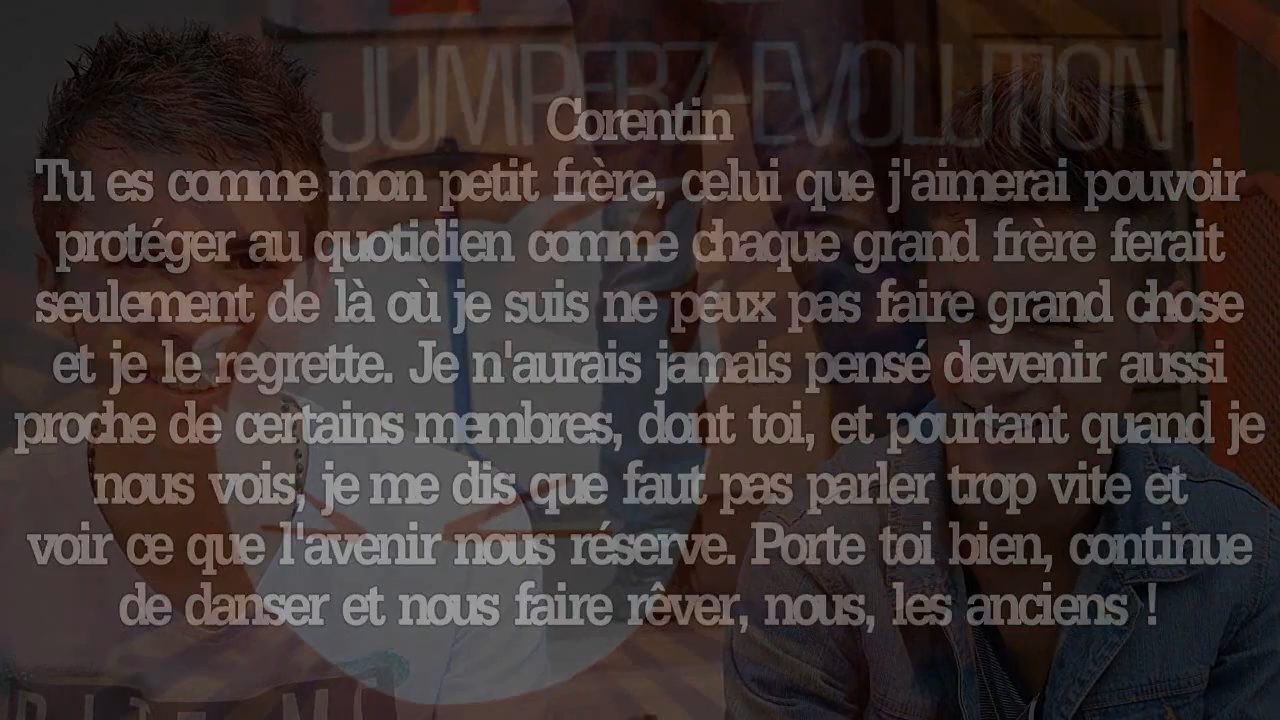 JUMPERZ-EVOLUTION
Corentin
Tu es comme mon petit frère, celui que j'aimerai pouvoir
protéger au quotidien comme chaque grand frère ferait
seulement de là où je suis ne peux pas faire grand chose
et je le regrette. Je n'aurais jamais pensé devenir aussi
proche de certains membres, dont toi, et pourtant quand je
nous vois, je me dis que faut pas parler trop vite et
voir ce que l'avenir nous réserve. Porte toi bien, continue
de danser et nous faire rêver, nous, les anciens !